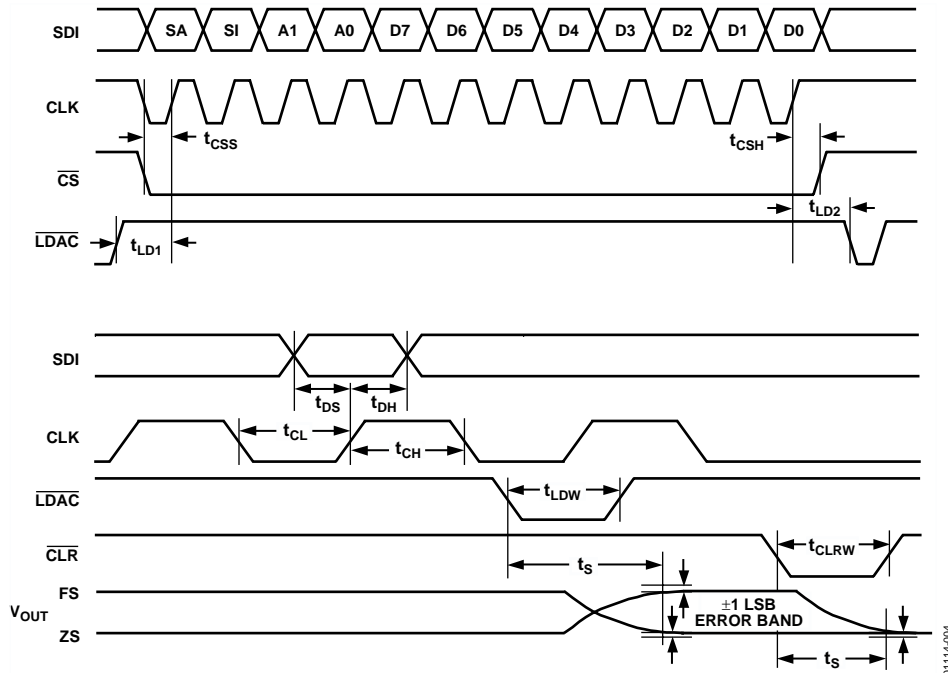 SDI SA SI A1 A0 D7 D6 D5 D4 D3 D2 D1 D0
CLK
tCSS tCSH
CS
tLD2
LDAC tLD1
SDI
tDS tDH
CLK tCL tCH
LDAC tLDW
CLR tCLRW
tS
FS
VOUT ±1 LSB
ERROR BAND
ZS
tS
01114-004